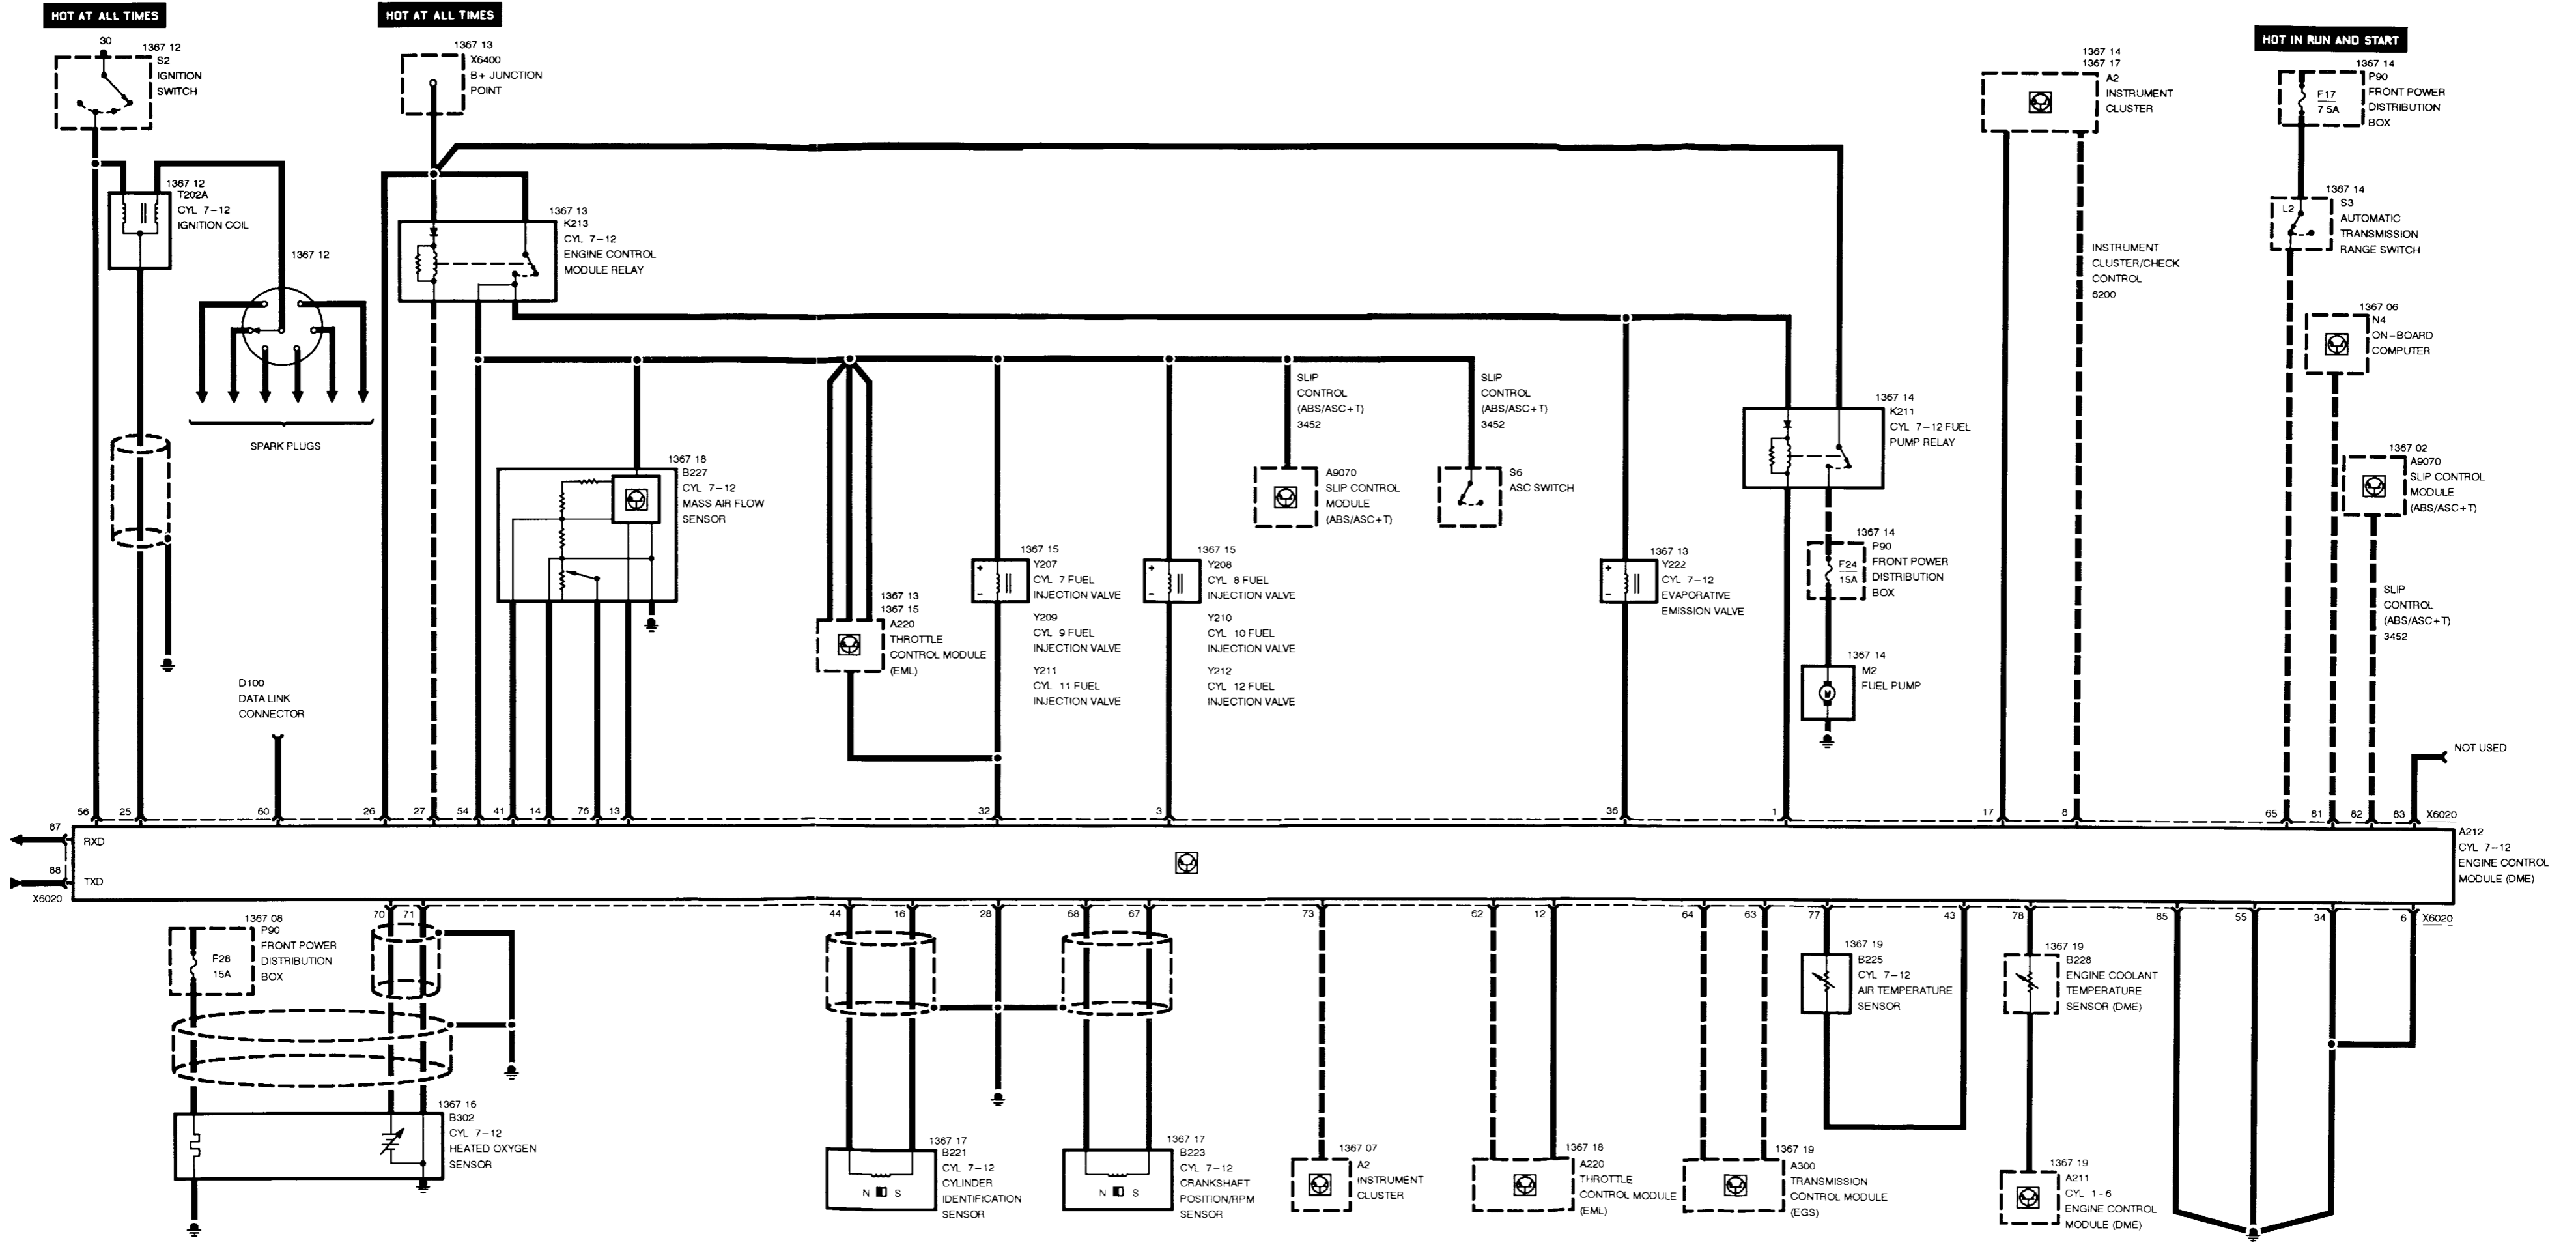 HOT AT ALL TIMES
30
1367 12
S2
IGNITION
SWITCH
1367 12
T202A
CYL 7-12
IGNITION COIL
1367 12
SPARK PLUGS
D100
DATA LINK
CONNECTOR
HOT AT ALL TIMES
1367 13
X6400
B+ JUNCTION
POINT
1367 13
K213
CYL 7-12
ENGINE CONTROL
MODULE RELAY
1367 18
B227
CYL 7-12
MASS AIR FLOW
SENSOR
1367 13
1367 15
A220
THROTTLE
CONTROL MODULE
(EML)
1367 15
Y207
CYL 7 FUEL
INJECTION VALVE
Y209
CYL 9 FUEL
INJECTION VALVE
Y211
CYL 11 FUEL
INJECTION VALVE
1367 15
Y208
CYL 8 FUEL
INJECTION VALVE
Y210
CYL 10 FUEL
INJECTION VALVE
Y212
CYL 12 FUEL
INJECTION VALVE
SLIP
CONTROL
(ABS/ASC+T)
3452
A9070
SLIP CONTROL
MODULE
(ABS/ASC+T)
SLIP
CONTROL
(ABS/ASC+T)
3452
S6
ASC SWITCH
1367 13
Y222
CYL 7-12
EVAPORATIVE
EMISSION VALVE
1367 14
K211
CYL 7-12 FUEL
PUMP RELAY
1367 14
P90
FRONT POWER
DISTRIBUTION
BOX
F24
15A
1367 14
M2
FUEL PUMP
M
1367 14
1367 17
A2
INSTRUMENT
CLUSTER
INSTRUMENT
CLUSTER/CHECK
CONTROL
6200
HOT IN RUN AND START
1367 14
P90
FRONT POWER
DISTRIBUTION
BOX
F17
7 5A
1367 14
S3
AUTOMATIC
TRANSMISSION
RANGE SWITCH
L2
1367 06
N4
ON-BOARD
COMPUTER
1367 02
A9070
SLIP CONTROL
MODULE
(ABS/ASC+T)
SLIP
CONTROL
(ABS/ASC+T)
3452
NOT USED
56 25 60 26 27 54 41 14 76 13 32 3 36 1 17 8 65 81 82 83 X6020
87
RXD
88
TXD
X6020
A212
CYL 7-12
ENGINE CONTROL
MODULE (DME)
70 71 44 16 28 68 67 73 62 12 64 63 77 43 78 85 55 34 6 X6020
1367 08
P90
FRONT POWER
DISTRIBUTION
BOX
F28
15A
1367 16
B302
CYL 7-12
HEATED OXYGEN
SENSOR
1367 17
B221
CYL 7-12
CYLINDER
IDENTIFICATION
SENSOR
N S
1367 17
B223
CYL 7-12
CRANKSHAFT
POSITION/RPM
SENSOR
N S
1367 07
A2
INSTRUMENT
CLUSTER
1367 18
A220
THROTTLE
CONTROL MODULE
(EML)
1367 19
A300
TRANSMISSION
CONTROL MODULE
(EGS)
1367 19
B225
CYL 7-12
AIR TEMPERATURE
SENSOR
1367 19
B228
ENGINE COOLANT
TEMPERATURE
SENSOR (DME)
1367 19
A211
CYL 1-6
ENGINE CONTROL
MODULE (DME)